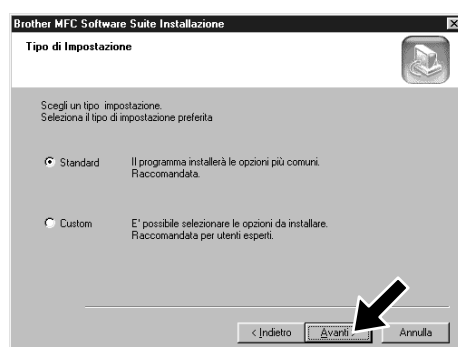 Brother MFC Software Suite Installazione
Tipo di Impostazione
Scegli un tipo impostazione.
Seleziona il tipo di impostazione preferita
Standard
Il programma installerà le opzioni più comuni.
Raccomandata.
Custom
E' possibile selezionare le opzioni da installare.
Raccomandata per utenti esperti.
< Indietro
Avanti
Annulla